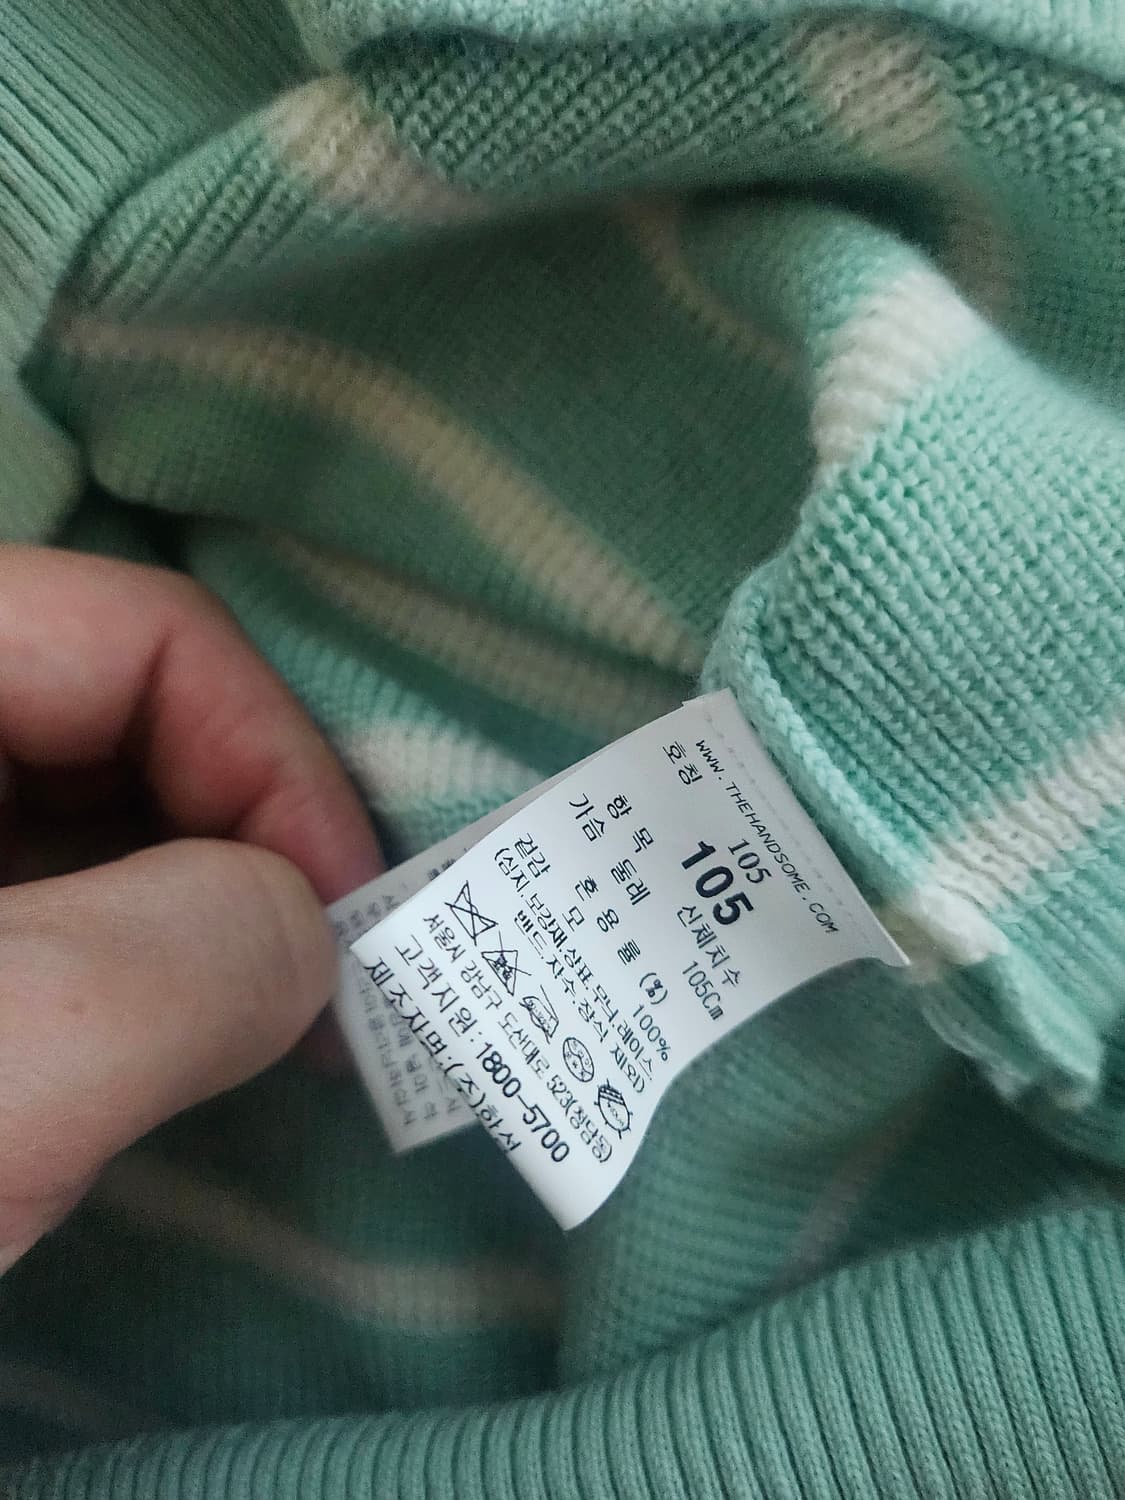 WWW.THEHANDSOME.COM
호칭 105
105
항목 신체치수
가슴둘레 105Cm
혼용률 (%)
겉감 모 100%
(심지.보강재.상표.무늬.레이스.
밴드.자수.장식 제외)
서울시 강남구 도산대로 523(청담동)
고객지원:1800-5700
제조자명:(주)한섬